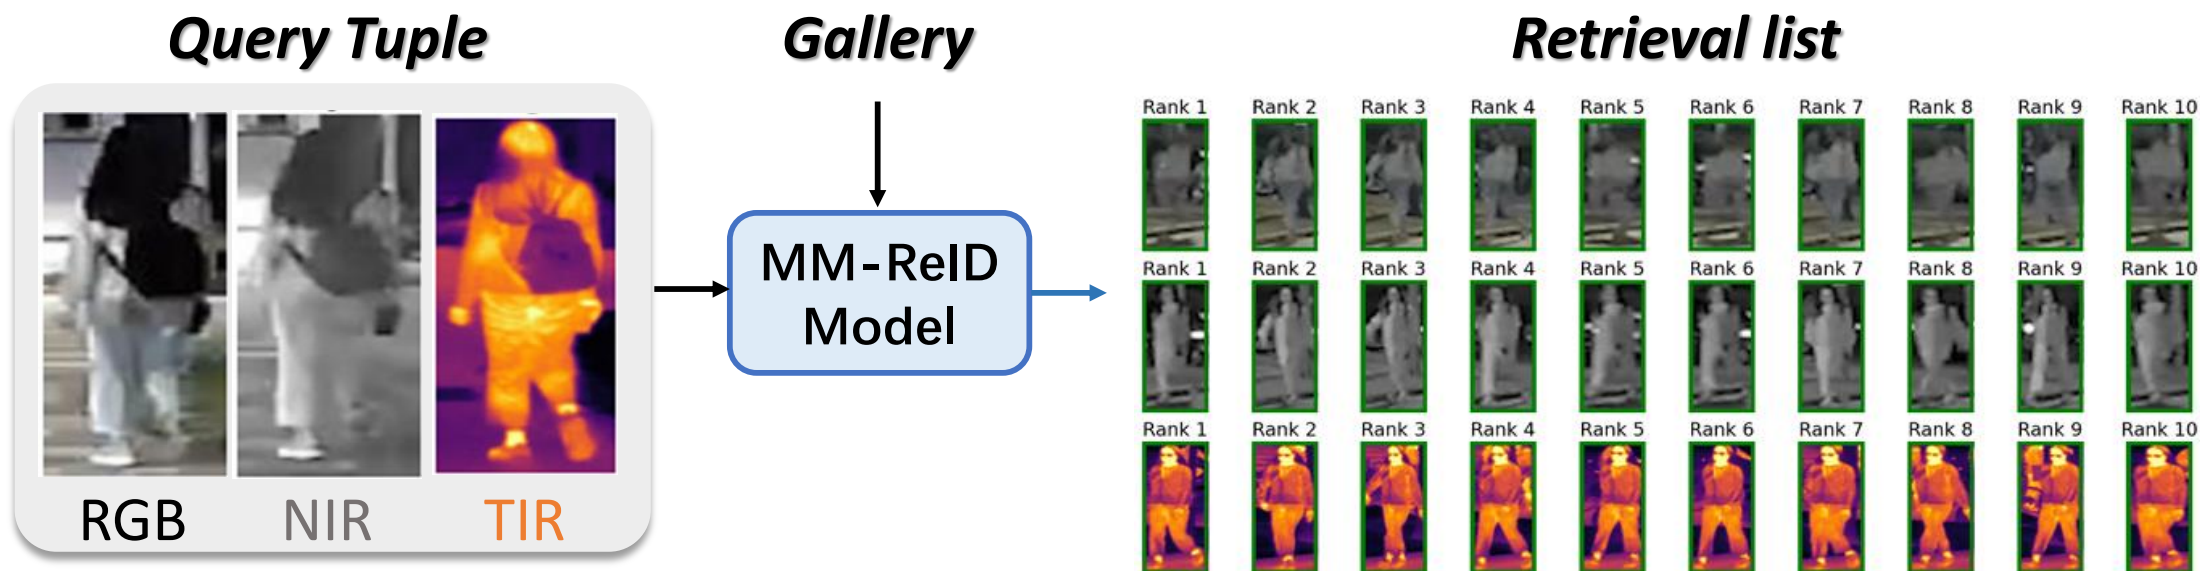 Query Tuple
Gallery
Retrieval list
RGB
NIR
TIR
MM-ReID
Model
Rank 1 Rank 2 Rank 3 Rank 4 Rank 5 Rank 6 Rank 7 Rank 8 Rank 9 Rank 10
Rank 1 Rank 2 Rank 3 Rank 4 Rank 5 Rank 6 Rank 7 Rank 8 Rank 9 Rank 10
Rank 1 Rank 2 Rank 3 Rank 4 Rank 5 Rank 6 Rank 7 Rank 8 Rank 9 Rank 10